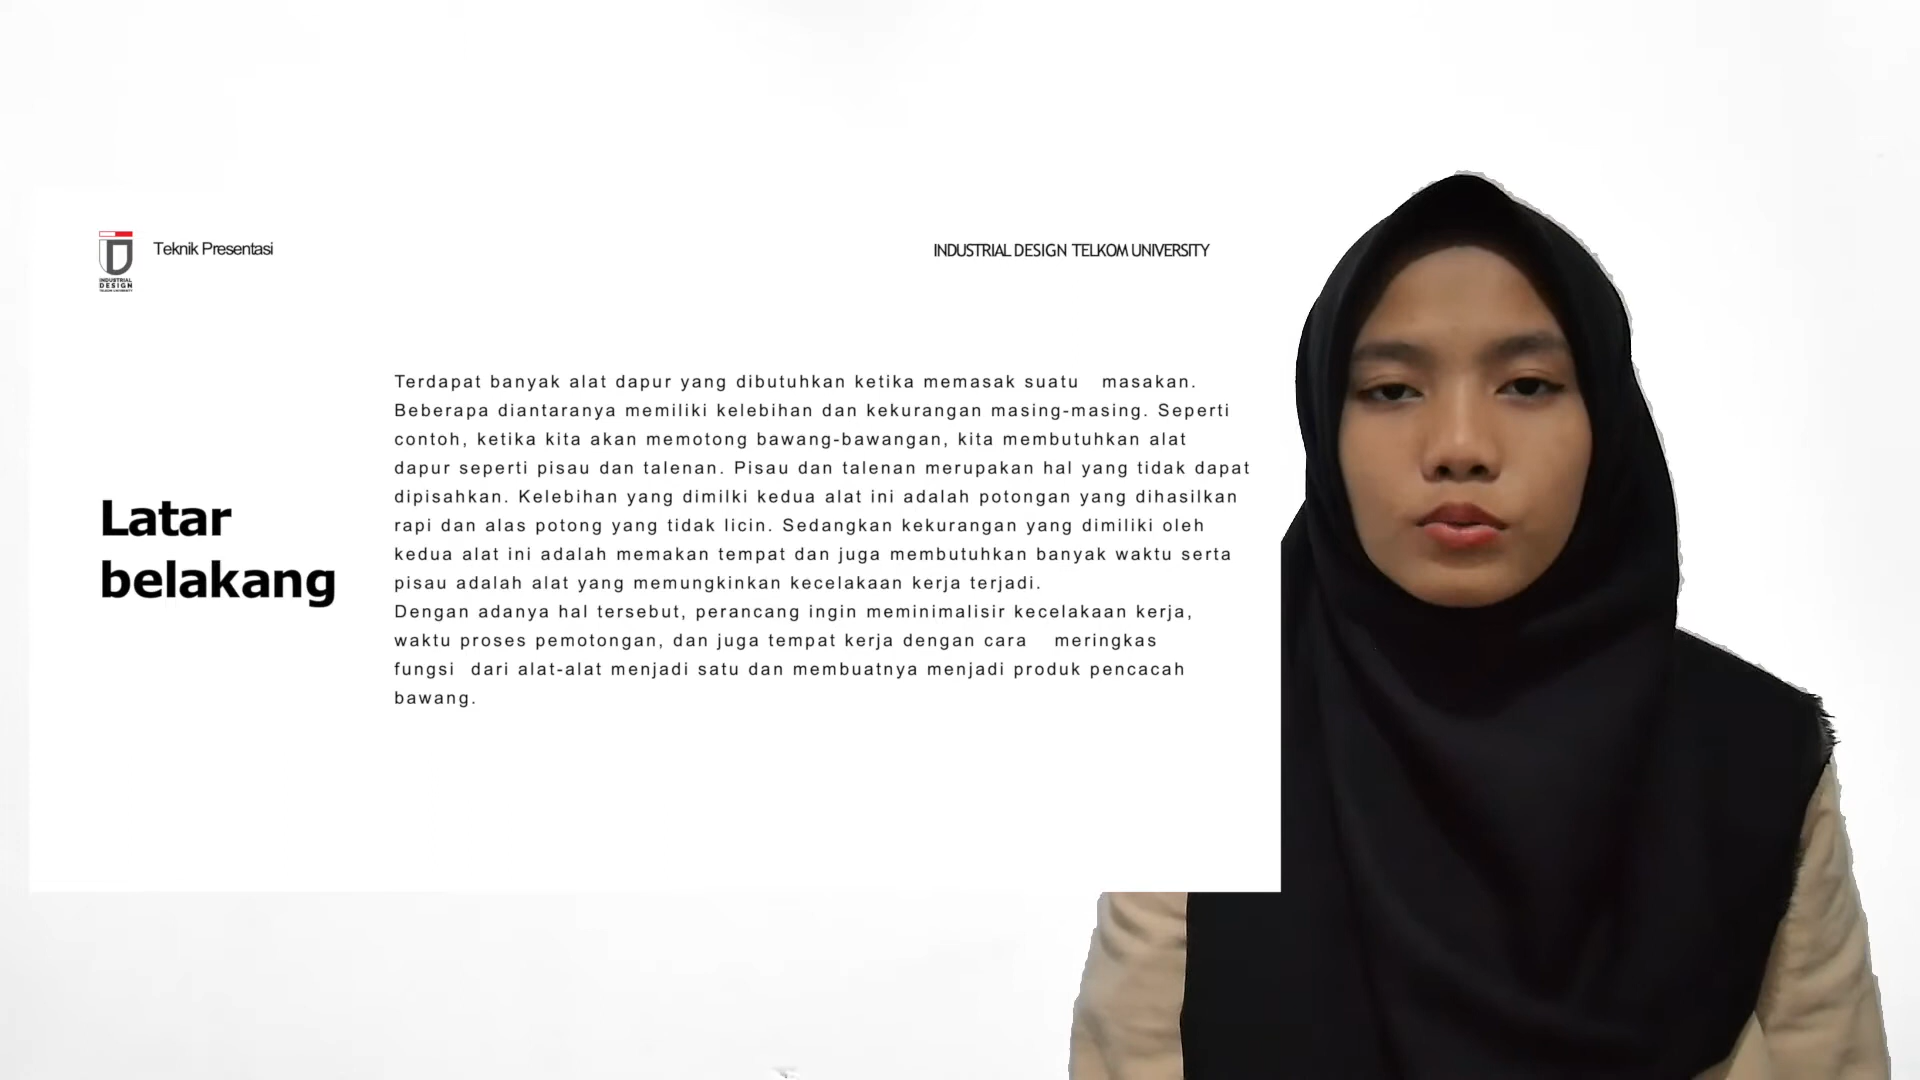 Teknik Presentasi
INDUSTRIAL DESIGN TELKOM UNIVERSITY
INDUSTRIAL
DESIGN
TELKOM UNIVERSITY
Latar
belakang
Terdapat banyak alat dapur yang dibutuhkan ketika memasak suatu masakan.
Beberapa diantaranya memiliki kelebihan dan kekurangan masing-masing. Seperti
contoh, ketika kita akan memotong bawang-bawangan, kita membutuhkan alat
dapur seperti pisau dan talenan. Pisau dan talenan merupakan hal yang tidak dapat
dipisahkan. Kelebihan yang dimilki kedua alat ini adalah potongan yang dihasilkan
rapi dan alas potong yang tidak licin. Sedangkan kekurangan yang dimiliki oleh
kedua alat ini adalah memakan tempat dan juga membutuhkan banyak waktu serta
pisau adalah alat yang memungkinkan kecelakaan kerja terjadi.
Dengan adanya hal tersebut, perancang ingin meminimalisir kecelakaan kerja,
waktu proses pemotongan, dan juga tempat kerja dengan cara meringkas
fungsi dari alat-alat menjadi satu dan membuatnya menjadi produk pencacah
bawang.